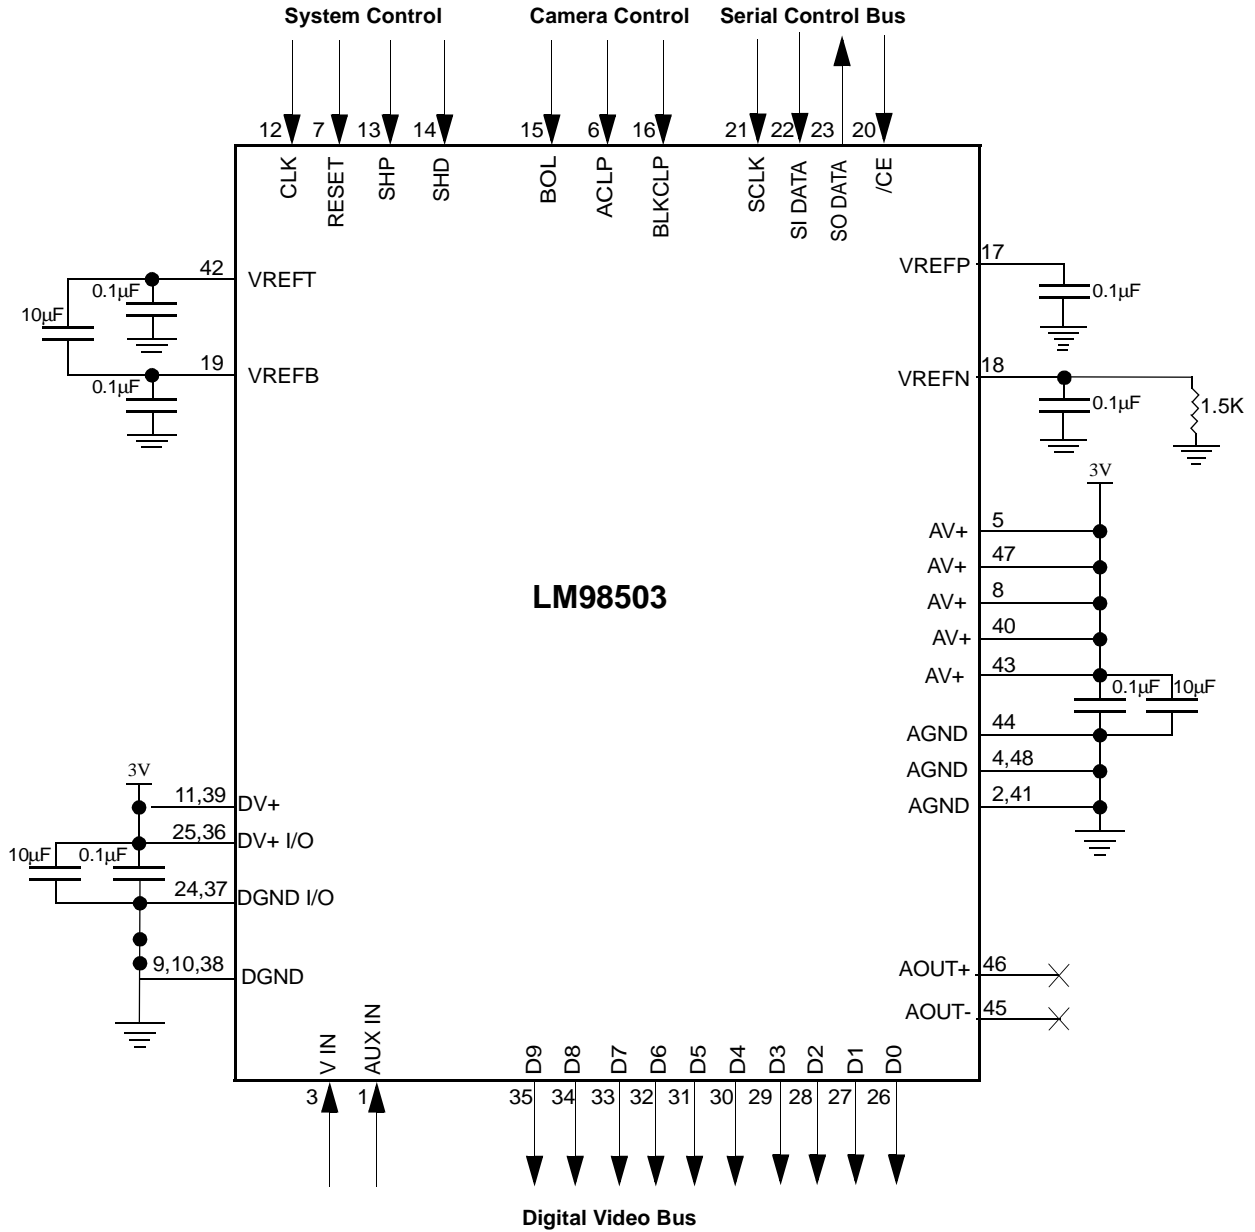 System Control
Camera Control
Serial Control Bus
12
7
13
14
15
6
16
21
22
23
20
CLK
RESET
SHP
SHD
BOL
ACLP
BLKCLP
SCLK
SI DATA
SO DATA
/CE
42
VREFT
0.1µF
10µF
19
VREFB
0.1µF
VREFP
17
0.1µF
VREFN
18
0.1µF
1.5K
3V
AV+
5
AV+
47
AV+
8
AV+
40
AV+
43
0.1µF
10µF
AGND
44
AGND
4,48
AGND
2,41
LM98503
3V
11,39
DV+
25,36
DV+ I/O
10µF
0.1µF
24,37
DGND I/O
9,10,38
DGND
AOUT+
46
AOUT-
45
V IN
AUX IN
D9
D8
D7
D6
D5
D4
D3
D2
D1
D0
3
1
35
34
33
32
31
30
29
28
27
26
Digital Video Bus